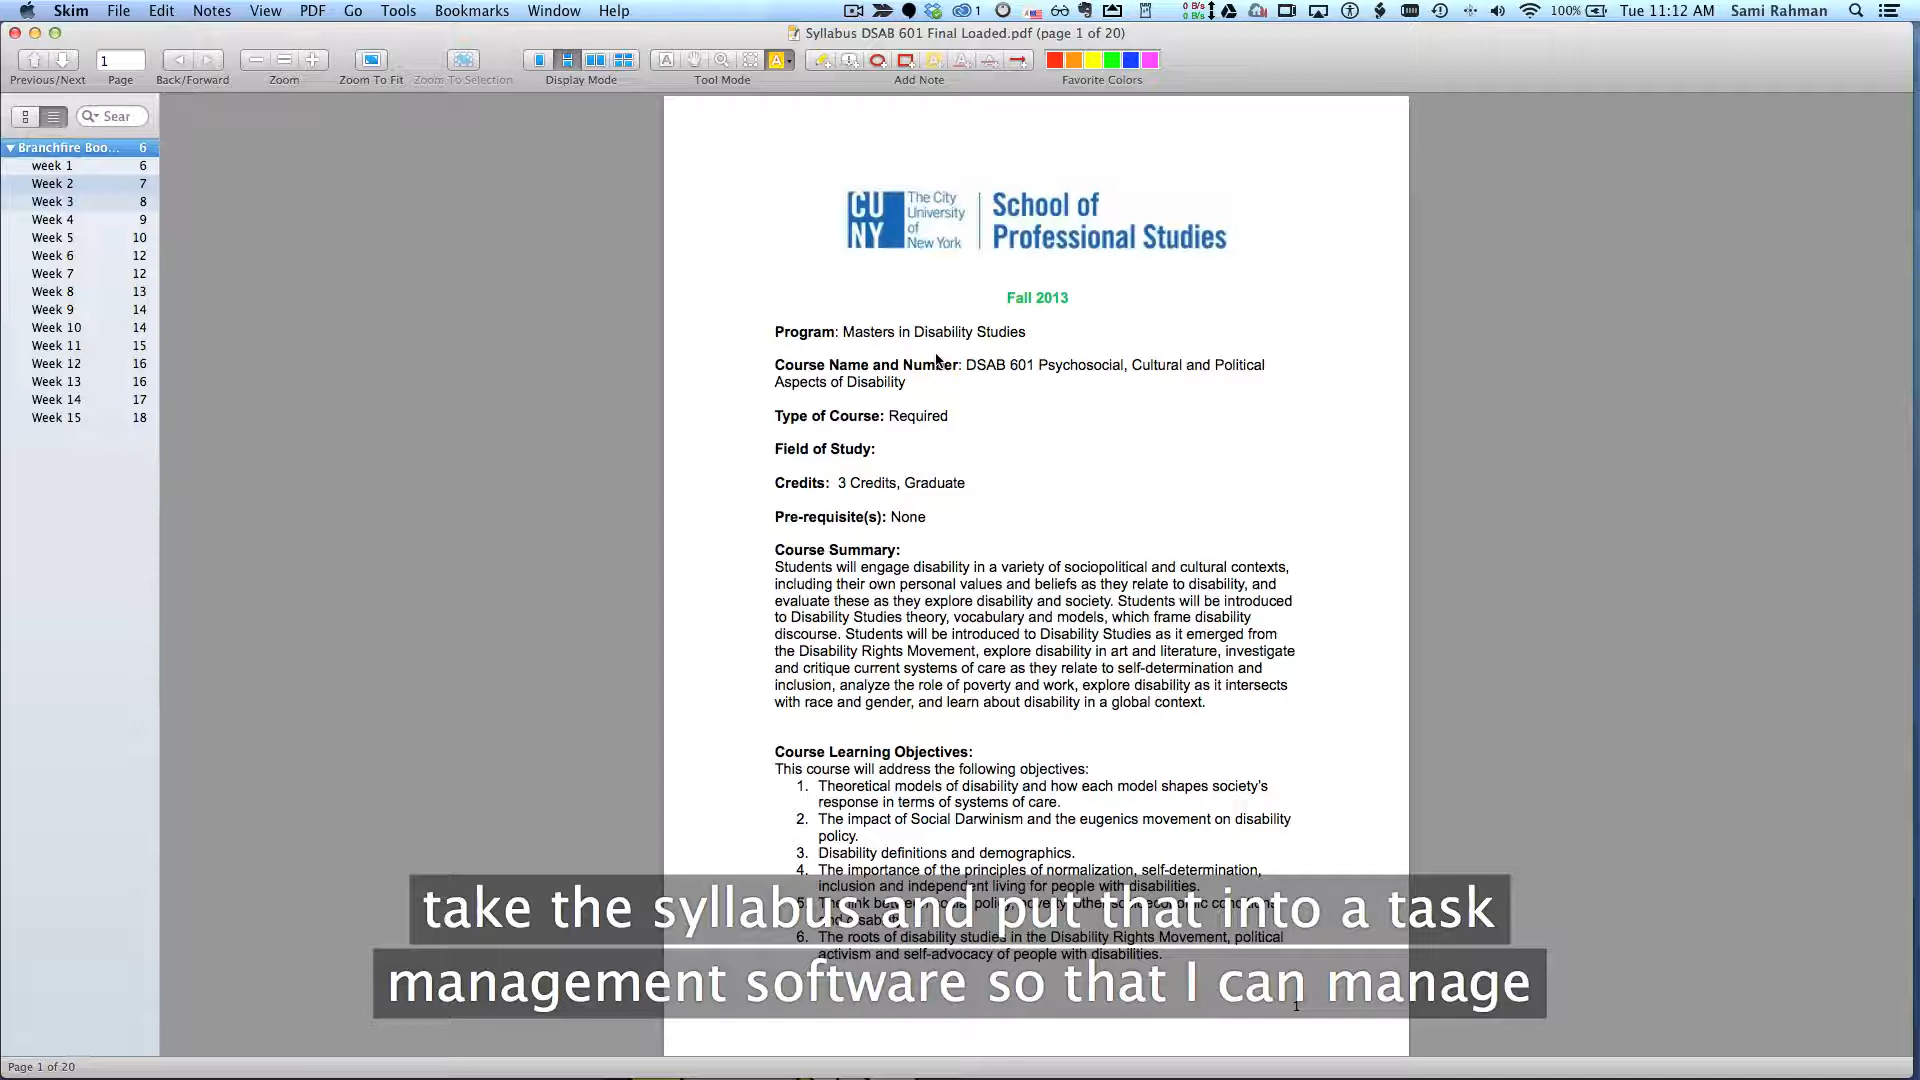 Skim File Edit Notes View PDF Go Tools Bookmarks Window Help
1 0 B/s 0 B/s 100% Tue 11:12 AM Sami Rahman
Syllabus DSAB 601 Final Loaded.pdf (page 1 of 20)
1
Previous/Next Page Back/Forward Zoom Zoom To Fit Zoom To Selection Display Mode Tool Mode Add Note Favorite Colors
Sear
Branchfire Boo... 6
week 1 6
Week 2 7
Week 3 8
Week 4 9
Week 5 10
Week 6 12
Week 7 12
Week 8 13
Week 9 14
Week 10 14
Week 11 15
Week 12 16
Week 13 16
Week 14 17
Week 15 18
CU NY
The City
University
of
New York
School of
Professional Studies
Fall 2013
Program: Masters in Disability Studies
Course Name and Number: DSAB 601 Psychosocial, Cultural and Political
Aspects of Disability
Type of Course: Required
Field of Study:
Credits: 3 Credits, Graduate
Pre-requisite(s): None
Course Summary:
Students will engage disability in a variety of sociopolitical and cultural contexts,
including their own personal values and beliefs as they relate to disability, and
evaluate these as they explore disability and society. Students will be introduced
to Disability Studies theory, vocabulary and models, which frame disability
discourse. Students will be introduced to Disability Studies as it emerged from
the Disability Rights Movement, explore disability in art and literature, investigate
and critique current systems of care as they relate to self-determination and
inclusion, analyze the role of poverty and work, explore disability as it intersects
with race and gender, and learn about disability in a global context.
Course Learning Objectives:
This course will address the following objectives:
1. Theoretical models of disability and how each model shapes society's
response in terms of systems of care.
2. The impact of Social Darwinism and the eugenics movement on disability
policy.
3. Disability definitions and demographics.
4. The importance of the principles of normalization, self-determination,
inclusion and independent living for people with disabilities.
6. The roots of disability studies in the Disability Rights Movement, political
activism and self-advocacy of people with disabilities.
1
take the syllabus and put that into a task
management software so that I can manage
Page 1 of 20